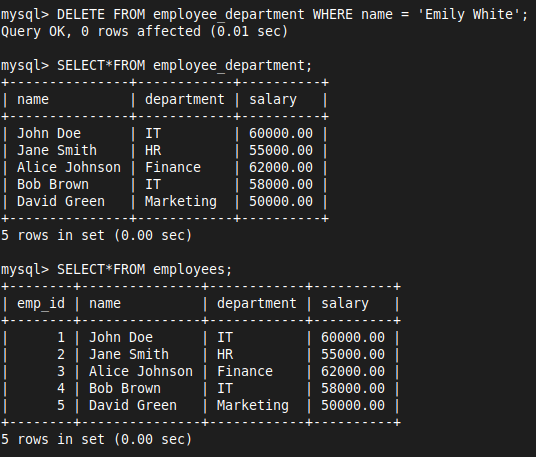 mysql> DELETE FROM employee_department WHERE name = 'Emily White';
Query OK, 0 rows affected (0.01 sec)

mysql> SELECT*FROM employee_department;
+---------------+------------+----------+
| name          | department | salary   |
+---------------+------------+----------+
| John Doe      | IT         | 60000.00 |
| Jane Smith    | HR         | 55000.00 |
| Alice Johnson | Finance    | 62000.00 |
| Bob Brown     | IT         | 58000.00 |
| David Green   | Marketing  | 50000.00 |
+---------------+------------+----------+
5 rows in set (0.00 sec)

mysql> SELECT*FROM employees;
+--------+---------------+------------+----------+
| emp_id | name          | department | salary   |
+--------+---------------+------------+----------+
|      1 | John Doe      | IT         | 60000.00 |
|      2 | Jane Smith    | HR         | 55000.00 |
|      3 | Alice Johnson | Finance    | 62000.00 |
|      4 | Bob Brown     | IT         | 58000.00 |
|      5 | David Green   | Marketing  | 50000.00 |
+--------+---------------+------------+----------+
5 rows in set (0.00 sec)